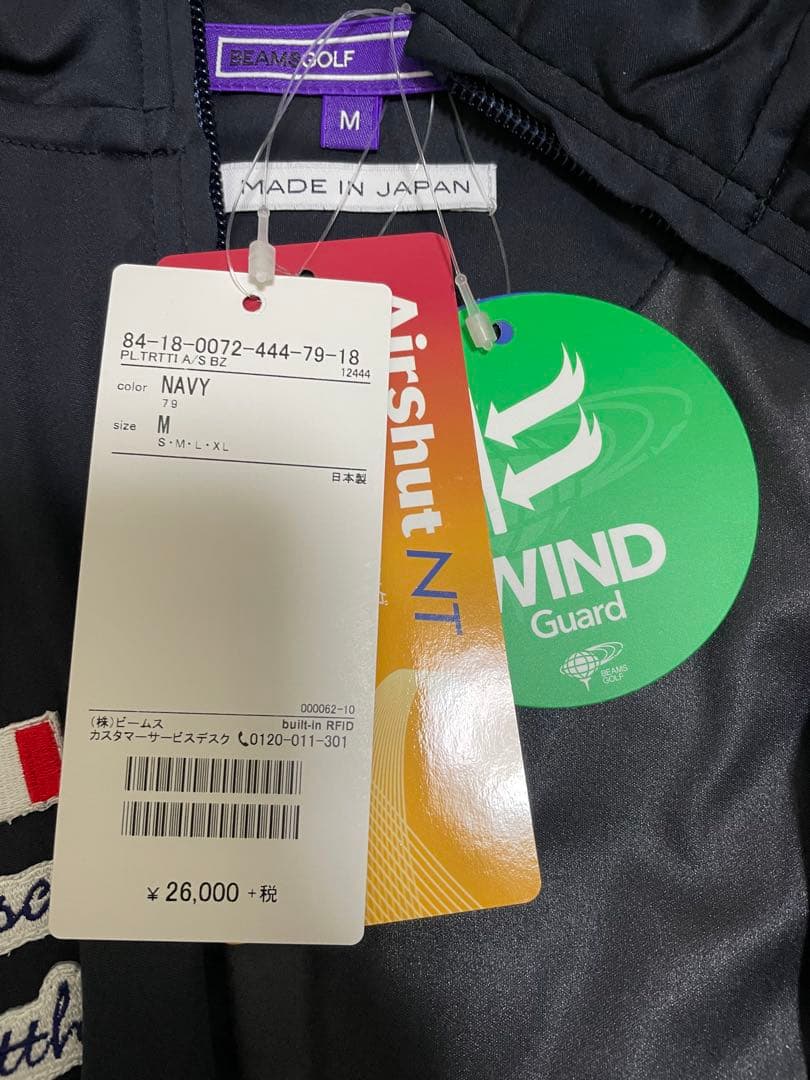 BEAMSGOLF
M
MADE IN JAPAN
84-18-0072-444-79-18
PL.TRTTI A/S BZ
12444
color NAVY
79
size M
S・M・L・XL
日本製
000062-10
(株)ビームス built-in RFID
カスタマーサービスデスク 0120-011-301
¥ 26,000 +税
Airshut NT
WIND
Guard
BEAMS
GOLF